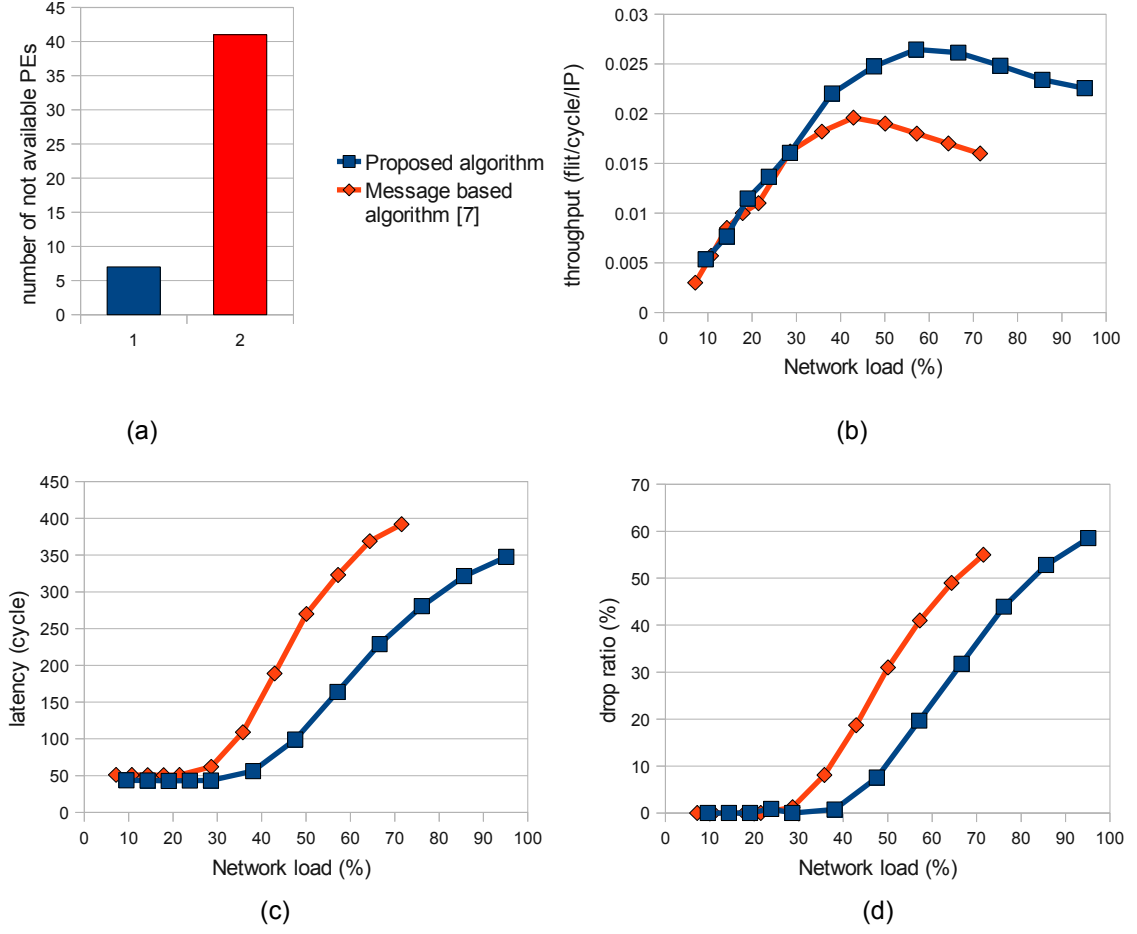 45
40
35
30
25
20
15
10
5
0
number of not available PEs
1
2
(a)
Proposed algorithm
Message based
algorithm [7]
0.03
0.025
0.02
0.015
0.01
0.005
0
throughput (flit/cycle/IP)
0 10 20 30 40 50 60 70 80 90 100
Network load (%)
(b)
450
400
350
300
250
200
150
100
50
0
latency (cycle)
0 10 20 30 40 50 60 70 80 90 100
Network load (%)
(c)
70
60
50
40
30
20
10
0
drop ratio (%)
0 10 20 30 40 50 60 70 80 90 100
Network load (%)
(d)